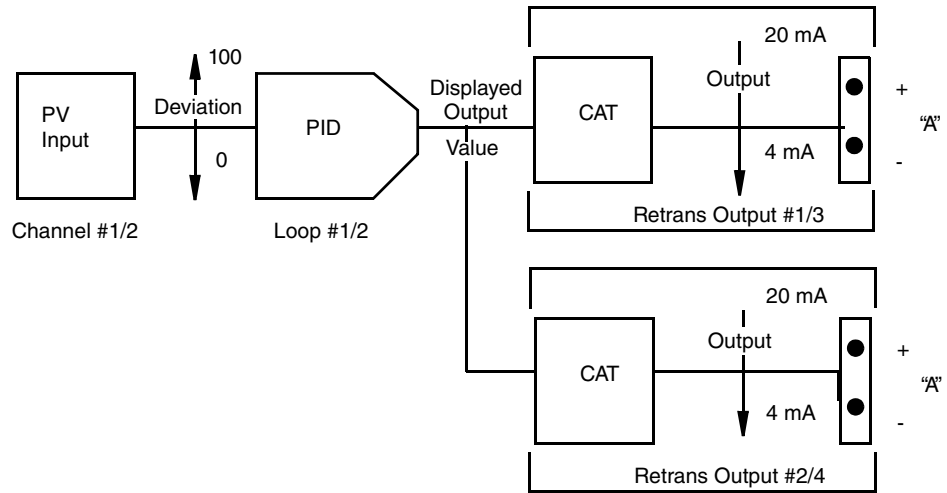 20 mA
100
Output
Displayed
Output
Value
PV
Input
Deviation
PID
CAT
+
"A"
0
4 mA
-
Channel #1/2
Loop #1/2
Retrans Output #1/3
20 mA
Output
CAT
+
"A"
4 mA
-
Retrans Output #2/4